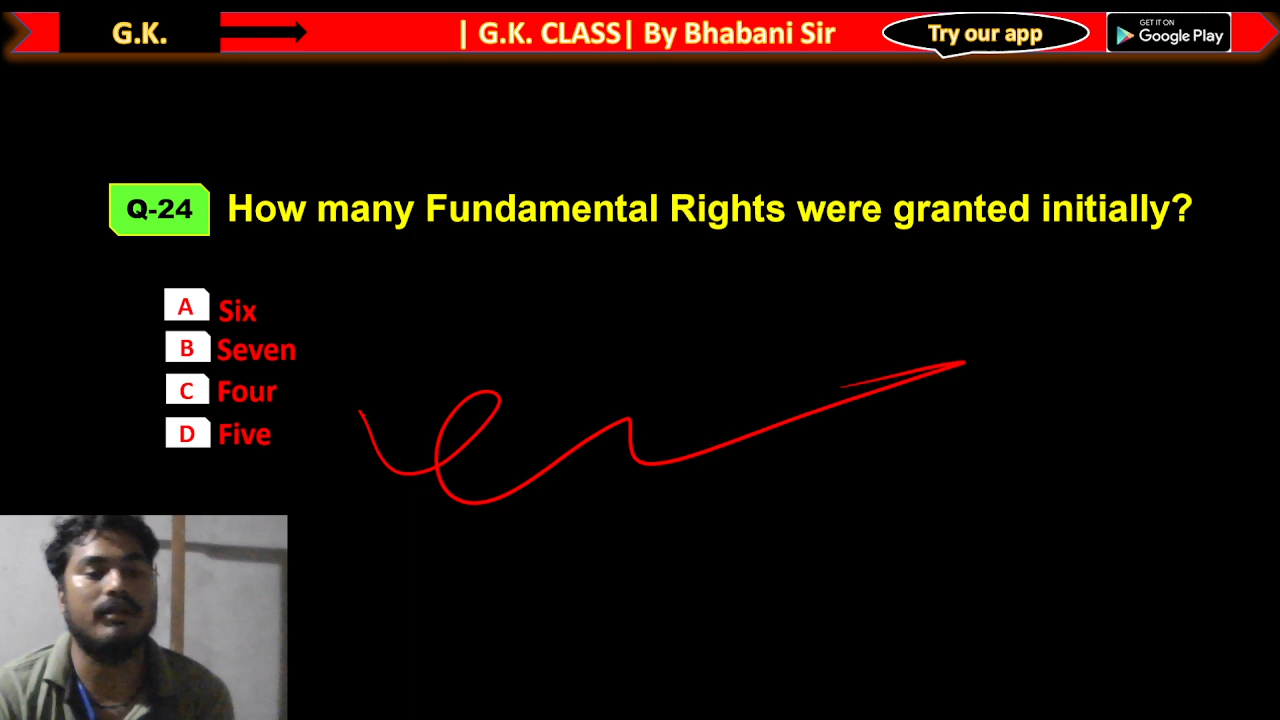 G.K.
| G.K. CLASS| By Bhabani Sir
Try our app
GET IT ON
Google Play
Q-24 How many Fundamental Rights were granted initially?
A Six
B Seven
C Four
D Five